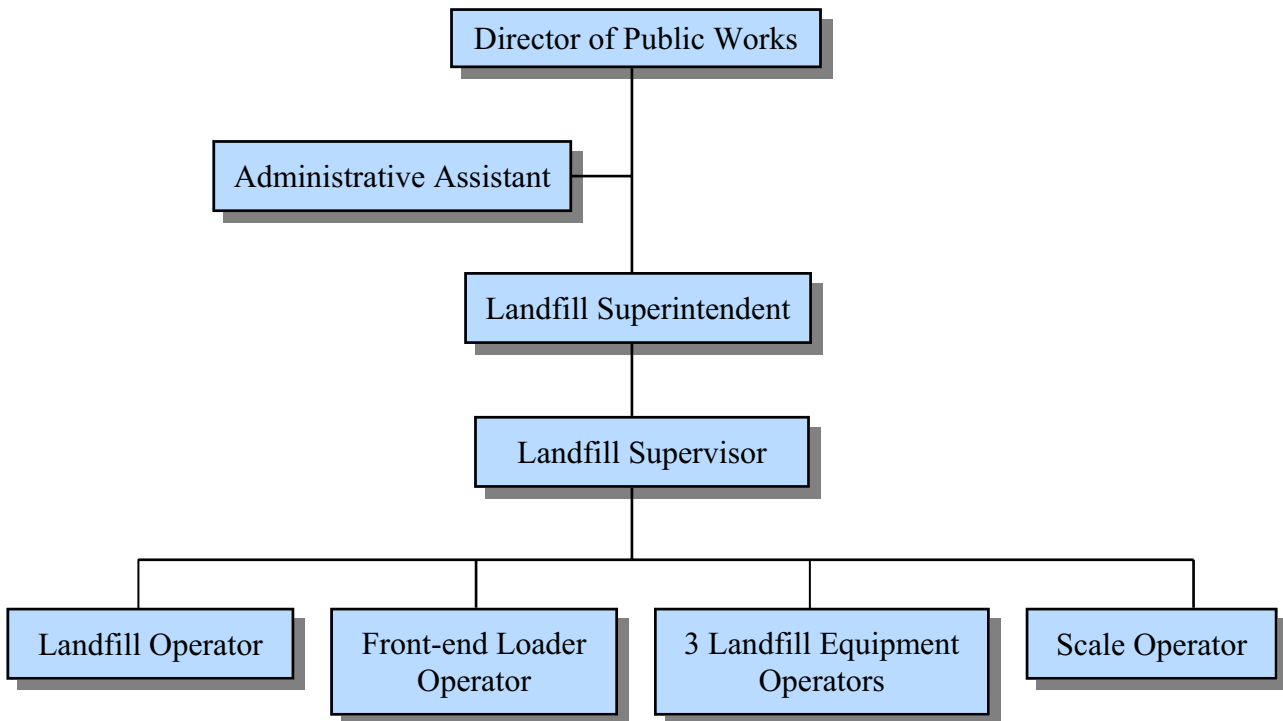 Director of Public Works
Administrative Assistant
Landfill Superintendent
Landfill Supervisor
Landfill Operator
Front-end Loader
Operator
3 Landfill Equipment
Operators
Scale Operator